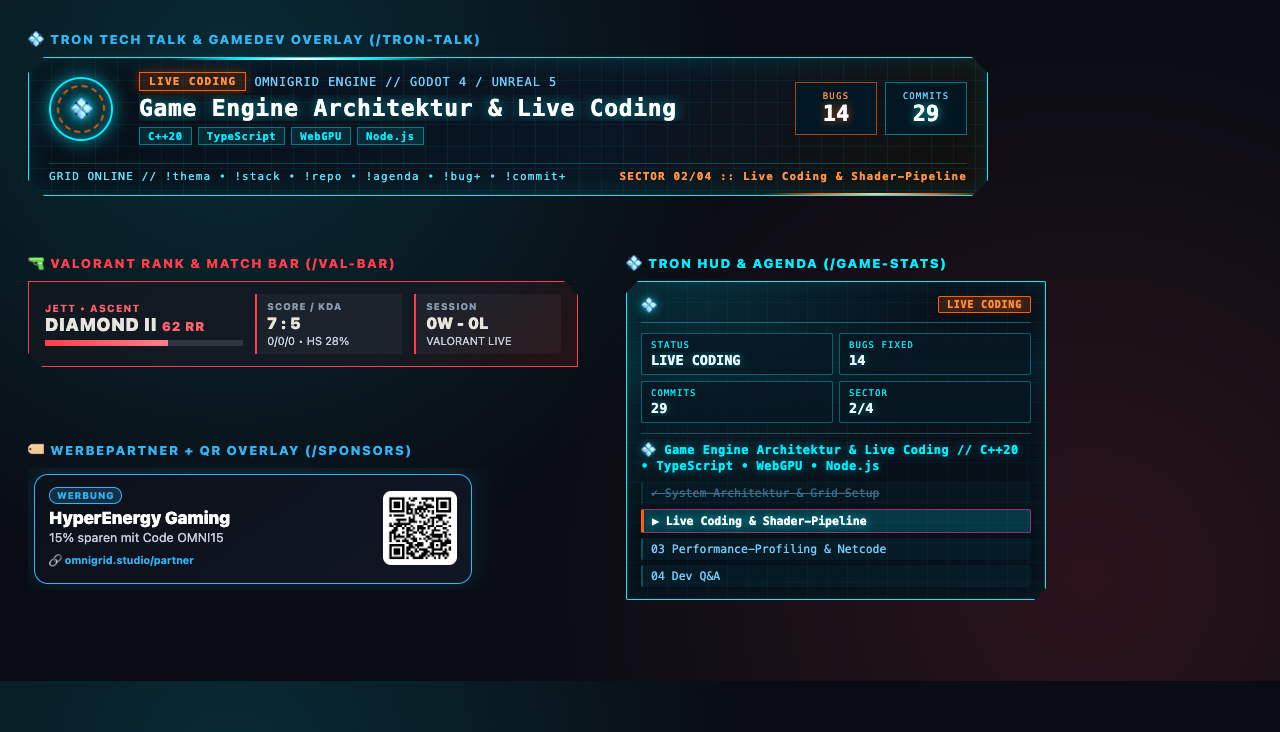 TRON TECH TALK & GAMEDEV OVERLAY (/TRON-TALK)
LIVE CODING OMNIGRID ENGINE // GODOT 4 / UNREAL 5
Game Engine Architektur & Live Coding
C++20 TypeScript WebGPU Node.js
BUGS
14
COMMITS
29
GRID ONLINE // !thema • !stack • !repo • !agenda • !bug+ • !commit+
SECTOR 02/04 :: Live Coding & Shader-Pipeline
VALORANT RANK & MATCH BAR (/VAL-BAR)
JETT • ASCENT
DIAMOND II 62 RR
SCORE / KDA
7 : 5
0/0/0 • HS 28%
SESSION
0W - 0L
VALORANT LIVE
WERBEPARTNER + QR OVERLAY (/SPONSORS)
WERBUNG
HyperEnergy Gaming
15% sparen mit Code OMNI15
omnigrid.studio/partner
TRON HUD & AGENDA (/GAME-STATS)
LIVE CODING
STATUS
LIVE CODING
BUGS FIXED
14
COMMITS
29
SECTOR
2/4
Game Engine Architektur & Live Coding // C++20
• TypeScript • WebGPU • Node.js
✓ System-Architektur & Grid Setup
▶ Live Coding & Shader-Pipeline
03 Performance-Profiling & Netcode
04 Dev Q&A